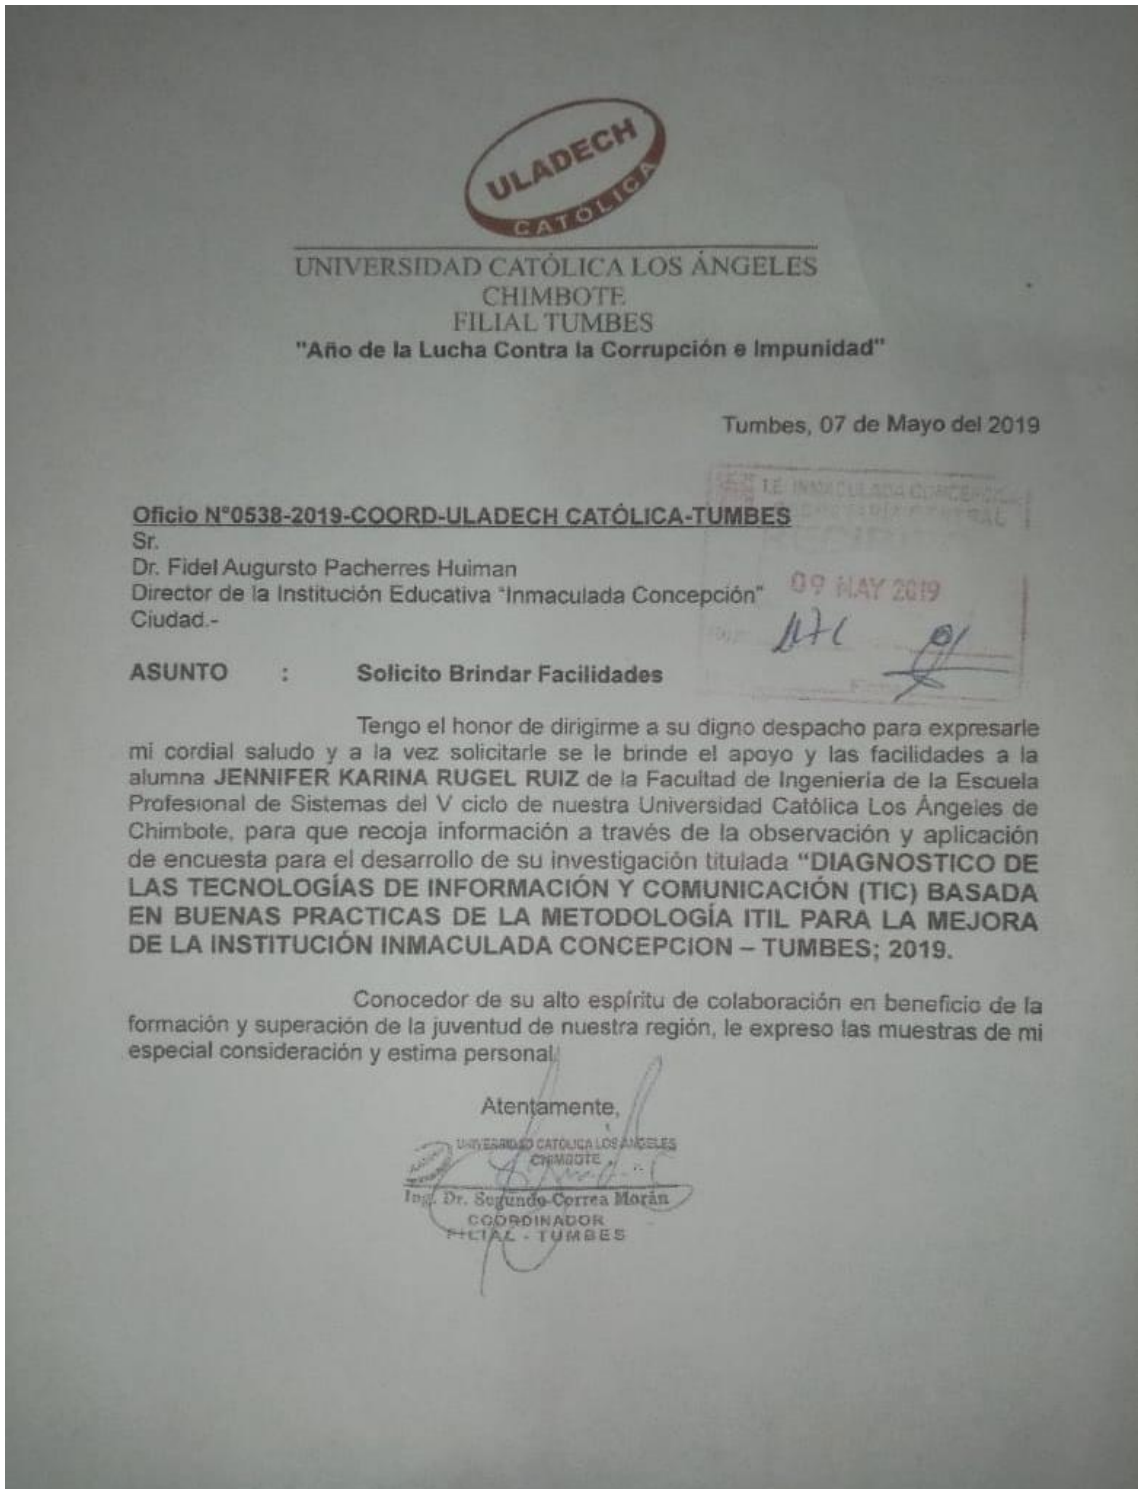 ULADECH
CATÓLICA
UNIVERSIDAD CATÓLICA LOS ÁNGELES
CHIMBOTE
FILIAL TUMBES
"Año de la Lucha Contra la Corrupción e Impunidad"
Tumbes, 07 de Mayo del 2019
I.E. INMACULADA CONCEPCION
RECIBIDO
09 MAY 2019
Oficio N°0538-2019-COORD-ULADECH CATÓLICA-TUMBES
Sr.
Dr. Fidel Augursto Pacherres Huiman
Director de la Institución Educativa "Inmaculada Concepción"
Ciudad.-
ASUNTO : Solicito Brindar Facilidades
Tengo el honor de dirigirme a su digno despacho para expresarle
mi cordial saludo y a la vez solicitarle se le brinde el apoyo y las facilidades a la
alumna JENNIFER KARINA RUGEL RUIZ de la Facultad de Ingeniería de la Escuela
Profesional de Sistemas del V ciclo de nuestra Universidad Católica Los Ángeles de
Chimbote, para que recoja información a través de la observación y aplicación
de encuesta para el desarrollo de su investigación titulada "DIAGNOSTICO DE
LAS TECNOLOGÍAS DE INFORMACIÓN Y COMUNICACIÓN (TIC) BASADA
EN BUENAS PRACTICAS DE LA METODOLOGÍA ITIL PARA LA MEJORA
DE LA INSTITUCIÓN INMACULADA CONCEPCION – TUMBES; 2019.
Conocedor de su alto espíritu de colaboración en beneficio de la
formación y superación de la juventud de nuestra región, le expreso las muestras de mi
especial consideración y estima personal.
Atentamente,
UNIVERSIDAD CATÓLICA LOS ÁNGELES
CHIMBOTE
Ing. Dr. Segundo Correa Morán
COORDINADOR
FILIAL - TUMBES